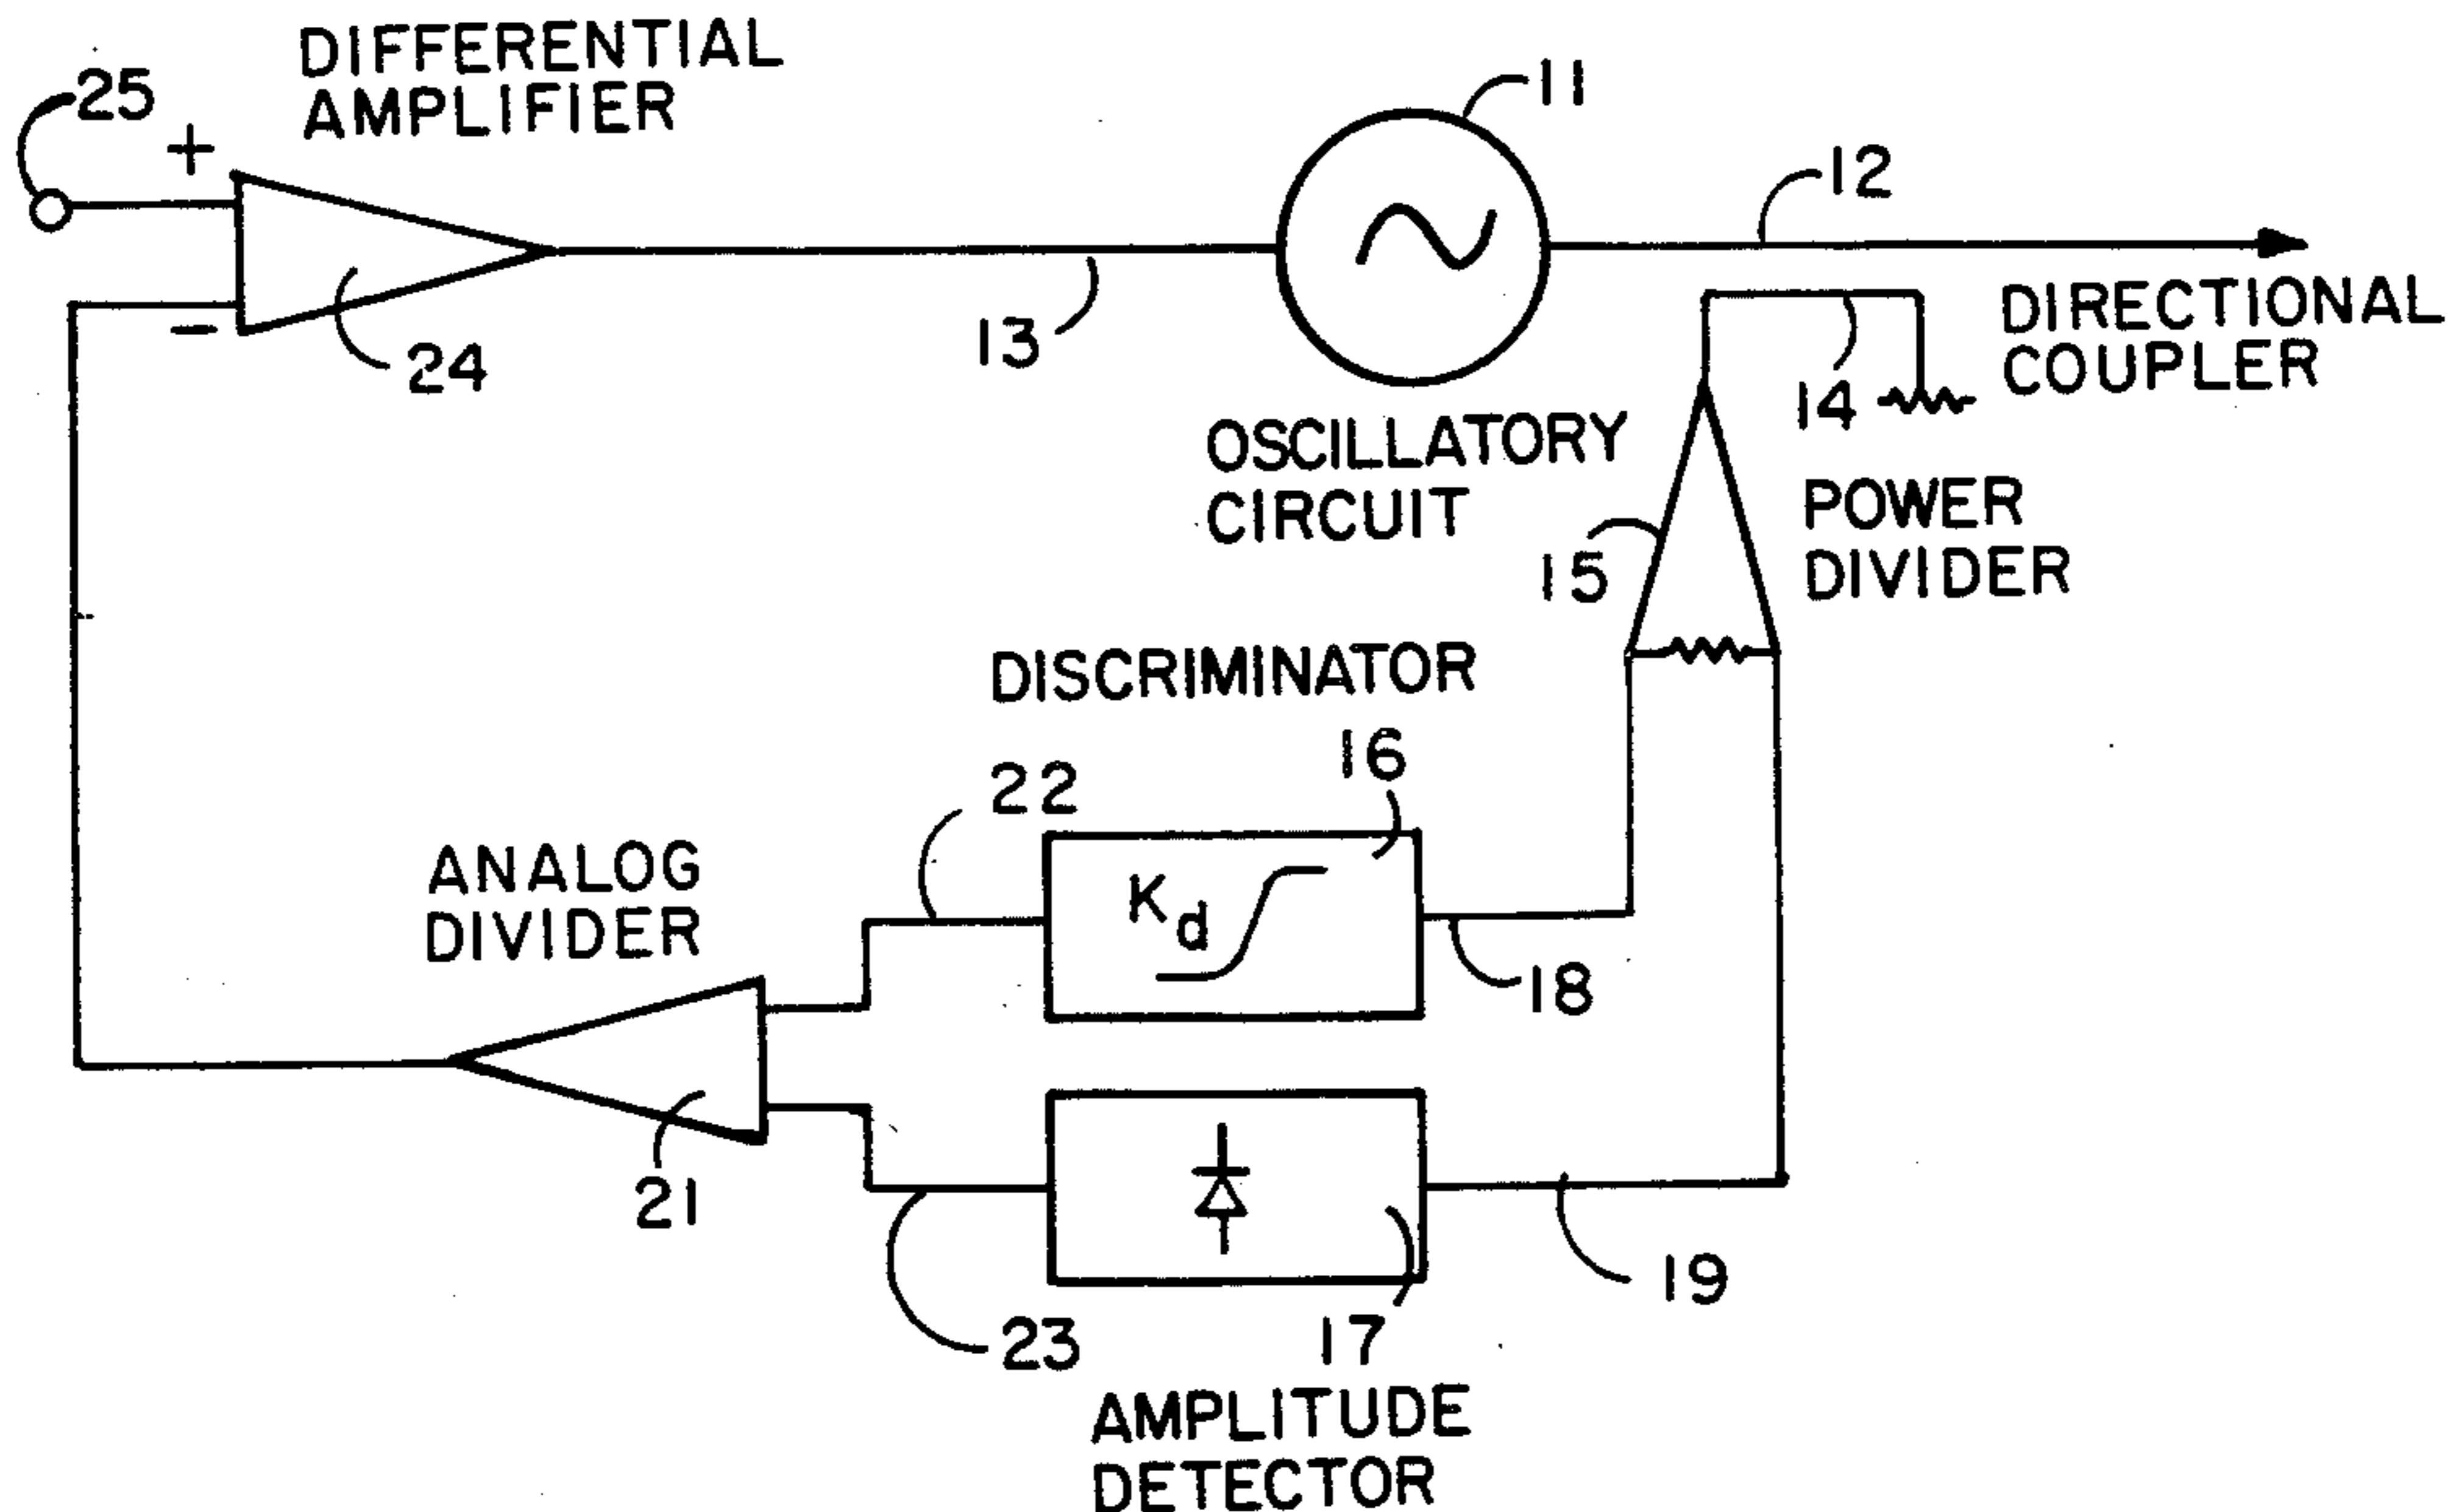 DIFFERENTIAL
AMPLIFIER
25
+
−
24
13
11
12
OSCILLATORY
CIRCUIT
DIRECTIONAL
COUPLER
14
POWER
DIVIDER
15
DISCRIMINATOR
16
22
Kd
18
ANALOG
DIVIDER
21
23
17
19
AMPLITUDE
DETECTOR